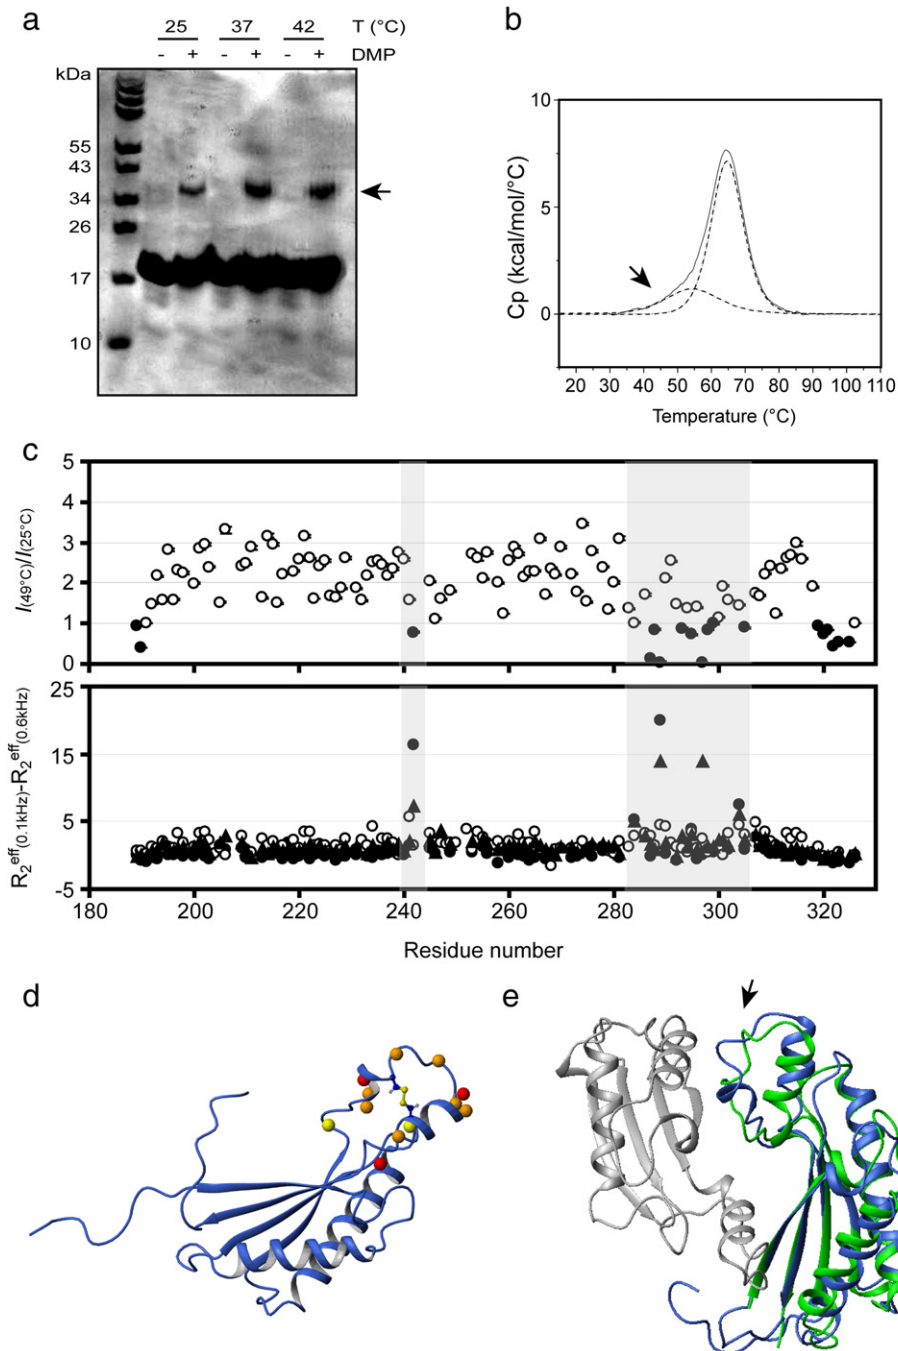 a
25 37 42 T (°C)
- + - + - + DMP
kDa
55
43
34
26
17
10
b
10
5
0
Cp (kcal/mol/°C)
20 30 40 50 60 70 80 90 100 110
Temperature (°C)
c
5
4
3
2
1
0
I(49°C)/I(25°C)
25
15
5
-5
R2eff(0.1kHz)-R2eff(0.6kHz)
180 200 220 240 260 280 300 320
Residue number
d
e